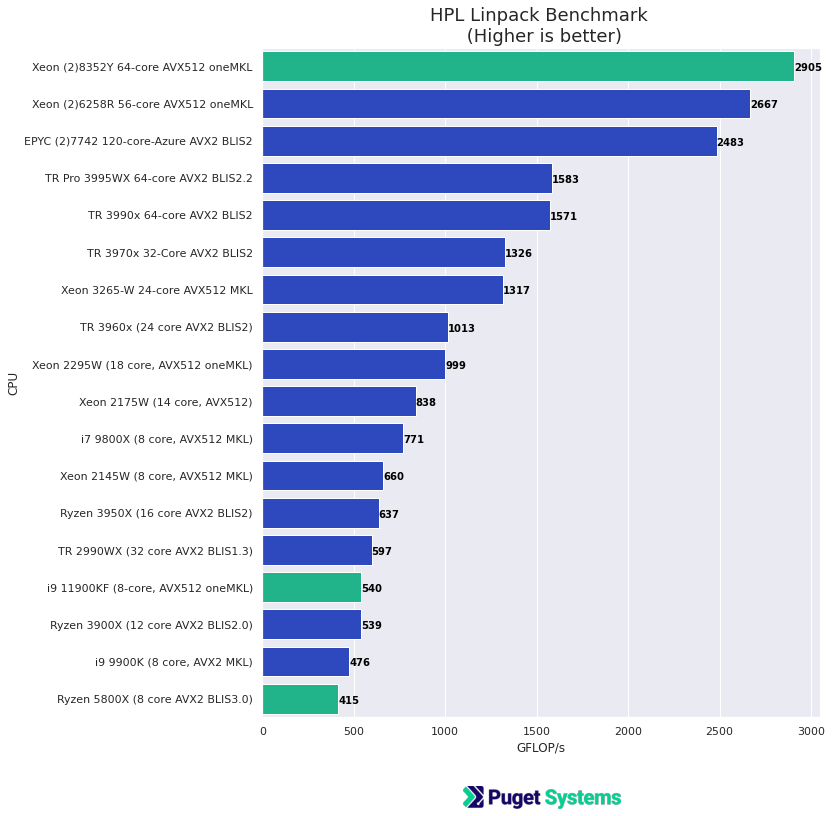 HPL Linpack Benchmark
(Higher is better)
Xeon (2)8352Y 64-core AVX512 oneMKL 2905
Xeon (2)6258R 56-core AVX512 oneMKL 2667
EPYC (2)7742 120-core-Azure AVX2 BLIS2 2483
TR Pro 3995WX 64-core AVX2 BLIS2.2 1583
TR 3990x 64-core AVX2 BLIS2 1571
TR 3970x 32-Core AVX2 BLIS2 1326
Xeon 3265-W 24-core AVX512 MKL 1317
TR 3960x (24 core AVX2 BLIS2) 1013
Xeon 2295W (18 core, AVX512 oneMKL) 999
Xeon 2175W (14 core, AVX512) 838
i7 9800X (8 core, AVX512 MKL) 771
Xeon 2145W (8 core, AVX512 MKL) 660
Ryzen 3950X (16 core AVX2 BLIS2) 637
TR 2990WX (32 core AVX2 BLIS1.3) 597
i9 11900KF (8-core, AVX512 oneMKL) 540
Ryzen 3900X (12 core AVX2 BLIS2.0) 539
i9 9900K (8 core, AVX2 MKL) 476
Ryzen 5800X (8 core AVX2 BLIS3.0) 415
CPU
0 500 1000 1500 2000 2500 3000
GFLOP/s
Puget Systems